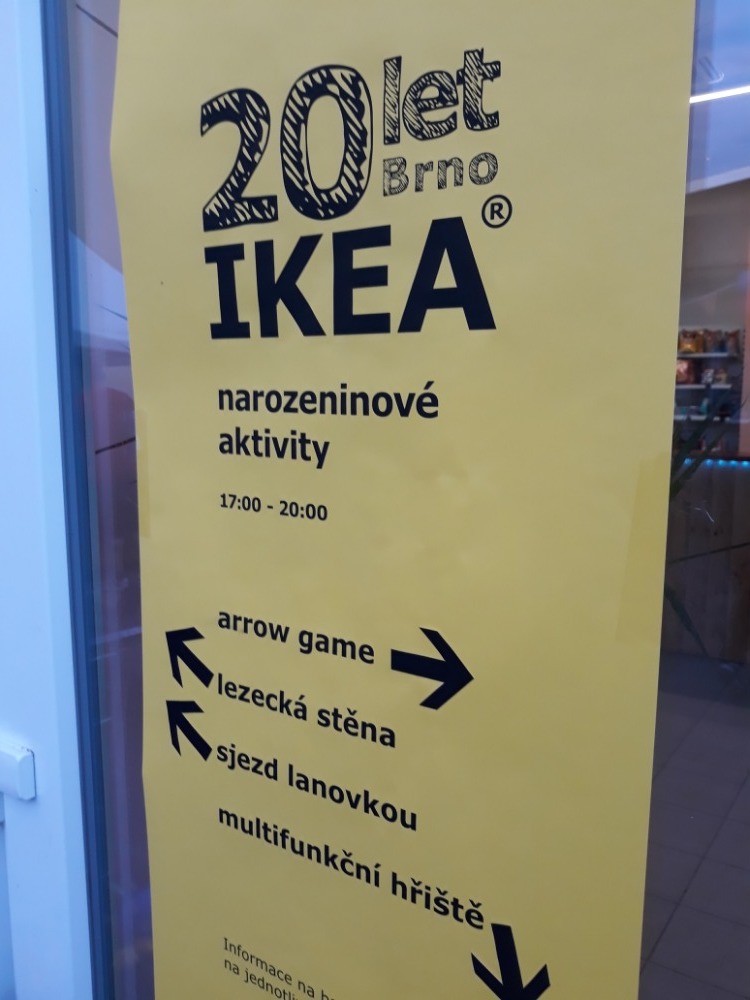 20 let
Brno
IKEA®
narozeninové
aktivity
17:00 - 20:00
arrow game
lezecká stěna
sjezd lanovkou
multifunkční hřiště
Informace na
na